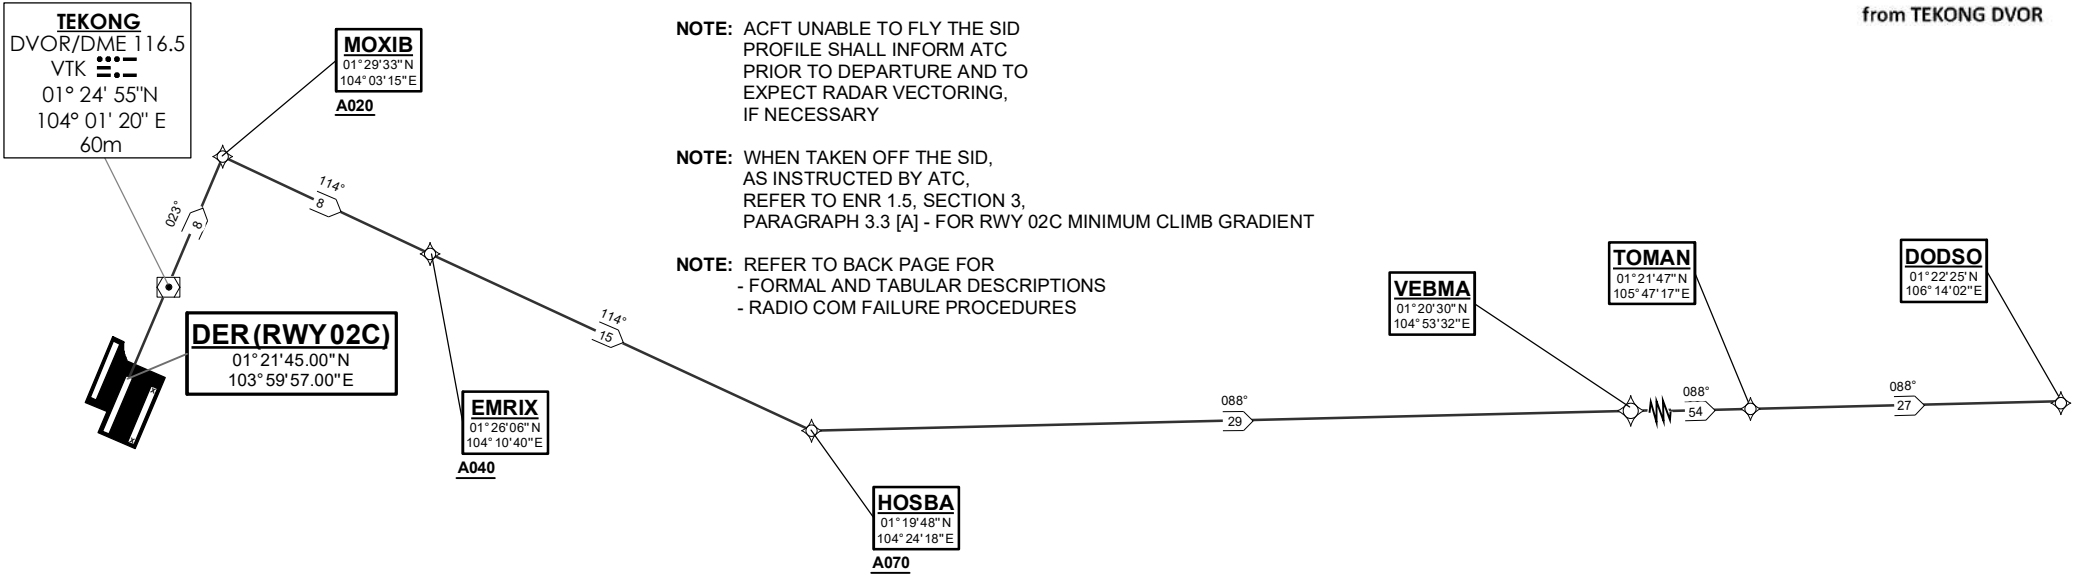 TEKONG
DVOR/DME 116.5
VTK
01° 24' 55"N
104° 01' 20" E
60m
MOXIB
01°29'33"N
104°03'15"E
A020
NOTE: ACFT UNABLE TO FLY THE SID
PROFILE SHALL INFORM ATC
PRIOR TO DEPARTURE AND TO
EXPECT RADAR VECTORING,
IF NECESSARY
NOTE: WHEN TAKEN OFF THE SID,
AS INSTRUCTED BY ATC,
REFER TO ENR 1.5, SECTION 3,
PARAGRAPH 3.3 [A] - FOR RWY 02C MINIMUM CLIMB GRADIENT
NOTE: REFER TO BACK PAGE FOR
- FORMAL AND TABULAR DESCRIPTIONS
- RADIO COM FAILURE PROCEDURES
from TEKONG DVOR
023°
8
114°
8
DER(RWY 02C)
01°21'45.00"N
103°59'57.00"E
EMRIX
01°26'06"N
104°10'40"E
A040
114°
15
HOSBA
01°19'48"N
104°24'18"E
A070
088°
29
VEBMA
01°20'30"N
104°53'32"E
088°
54
TOMAN
01°21'47"N
105°47'17"E
088°
27
DODSO
01°22'25'N
106°14'02"E
x
x